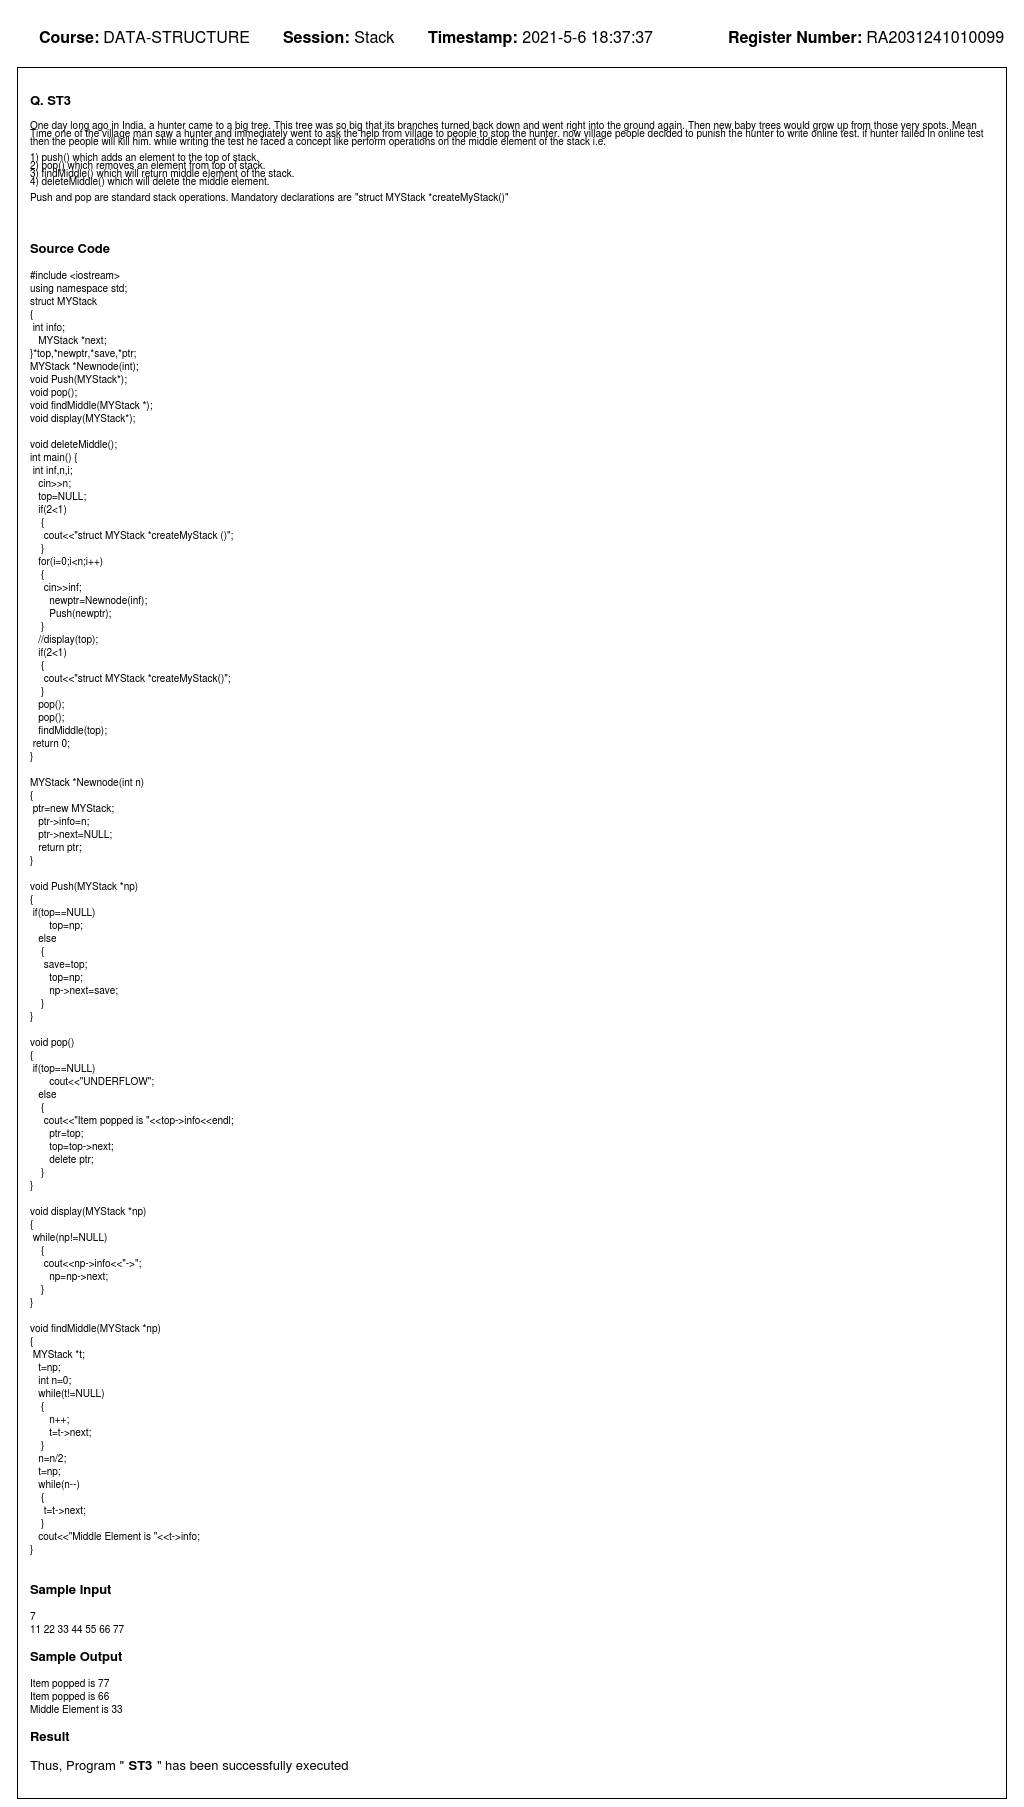 Course: DATA-STRUCTURE Session: Stack Timestamp: 2021-5-6 18:37:37 Register Number: RA2031241010099
Q. ST3
One day long ago in India, a hunter came to a big tree. This tree was so big that its branches turned back down and went right into the ground again. Then new baby trees would grow up from those very spots. Mean
Time one of the village man saw a hunter and immediately went to ask the help from village to people to stop the hunter. now village people decided to punish the hunter to write online test. if hunter failed in online test
then the people will kill him. while writing the test he faced a concept like perform operations on the middle element of the stack i.e.
1) push() which adds an element to the top of stack.
2) pop() which removes an element from top of stack.
3) findMiddle() which will return middle element of the stack.
4) deleteMiddle() which will delete the middle element.
Push and pop are standard stack operations. Mandatory declarations are "struct MYStack *createMyStack()"
Source Code
#include <iostream>
using namespace std;
struct MYStack
{
int info;
MYStack *next;
}*top,*newptr,*save,*ptr;
MYStack *Newnode(int);
void Push(MYStack*);
void pop();
void findMiddle(MYStack *);
void display(MYStack*);
void deleteMiddle();
int main() {
int inf,n,i;
cin>>n;
top=NULL;
if(2<1)
{
cout<<"struct MYStack *createMyStack ()";
}
for(i=0;i<n;i++)
{
cin>>inf;
newptr=Newnode(inf);
Push(newptr);
}
//display(top);
if(2<1)
{
cout<<"struct MYStack *createMyStack()";
}
pop();
pop();
findMiddle(top);
return 0;
}
MYStack *Newnode(int n)
{
ptr=new MYStack;
ptr->info=n;
ptr->next=NULL;
return ptr;
}
void Push(MYStack *np)
{
if(top==NULL)
top=np;
else
{
save=top;
top=np;
np->next=save;
}
}
void pop()
{
if(top==NULL)
cout<<"UNDERFLOW";
else
{
cout<<"Item popped is "<<top->info<<endl;
ptr=top;
top=top->next;
delete ptr;
}
}
void display(MYStack *np)
{
while(np!=NULL)
{
cout<<np->info<<"->";
np=np->next;
}
}
void findMiddle(MYStack *np)
{
MYStack *t;
t=np;
int n=0;
while(t!=NULL)
{
n++;
t=t->next;
}
n=n/2;
t=np;
while(n--)
{
t=t->next;
}
cout<<"Middle Element is "<<t->info;
}
Sample Input
7
11 22 33 44 55 66 77
Sample Output
Item popped is 77
Item popped is 66
Middle Element is 33
Result
Thus, Program " ST3 " has been successfully executed